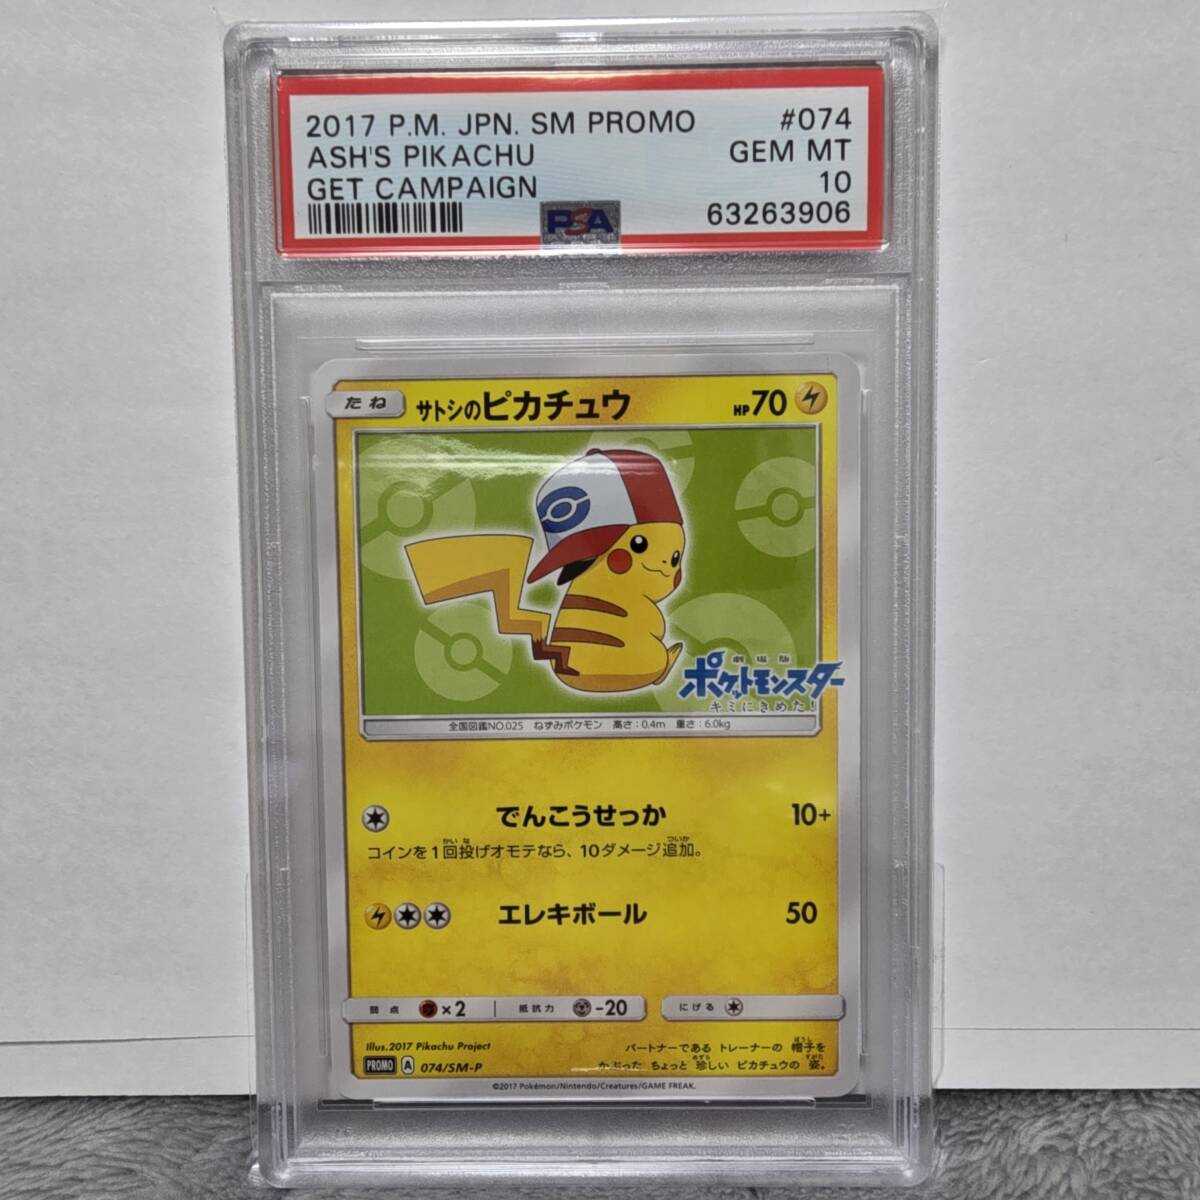 2017 P.M. JPN. SM PROMO #074
ASH'S PIKACHU GEM MT
GET CAMPAIGN 10
PSA 63263906
たね サトシのピカチュウ HP70
劇場版
ポケットモンスター
キミにきめた!
全国図鑑NO.025 ねずみポケモン 高さ:0.4m 重さ:6.0kg
でんこうせっか 10+
コインを1回投げオモテなら、10ダメージ追加。
エレキボール 50
弱点 ×2 抵抗力 -20 にげる
Illus.2017 Pikachu Project
PROMO A 074/SM-P
パートナーである トレーナーの 帽子を
かぶった ちょっと 珍しい ピカチュウの 姿。
©2017 Pokémon/Nintendo/Creatures/GAME FREAK.